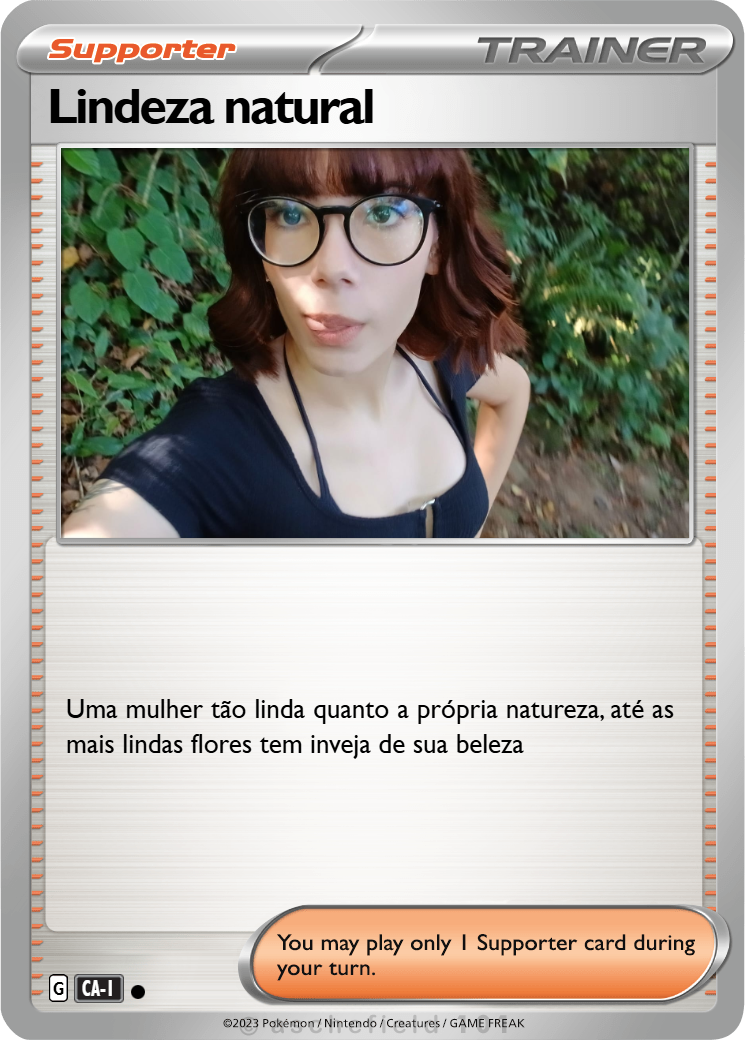 Supporter
TRAINER
Lindeza natural
Uma mulher tão linda quanto a própria natureza, até as
mais lindas flores tem inveja de sua beleza
You may play only 1 Supporter card during
your turn.
G CA-I
©2023 Pokémon / Nintendo / Creatures / GAME FREAK